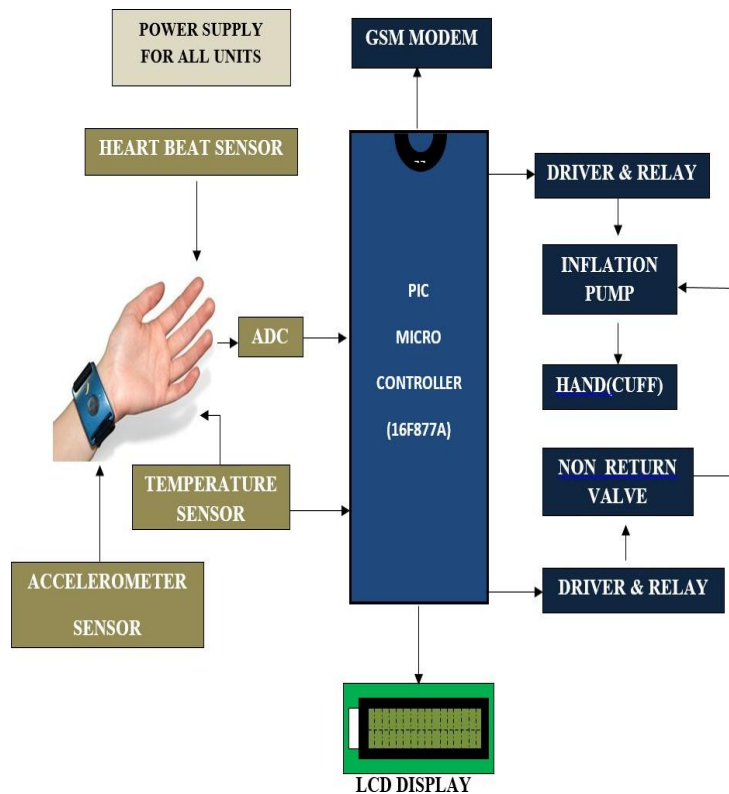 POWER SUPPLY
FOR ALL UNITS
GSM MODEM
HEART BEAT SENSOR
DRIVER & RELAY
INFLATION
PUMP
PIC
MICRO
CONTROLLER
(16F877A)
ADC
HAND(CUFF)
TEMPERATURE
SENSOR
NON RETURN
VALVE
ACCELEROMETER
SENSOR
DRIVER & RELAY
LCD DISPLAY